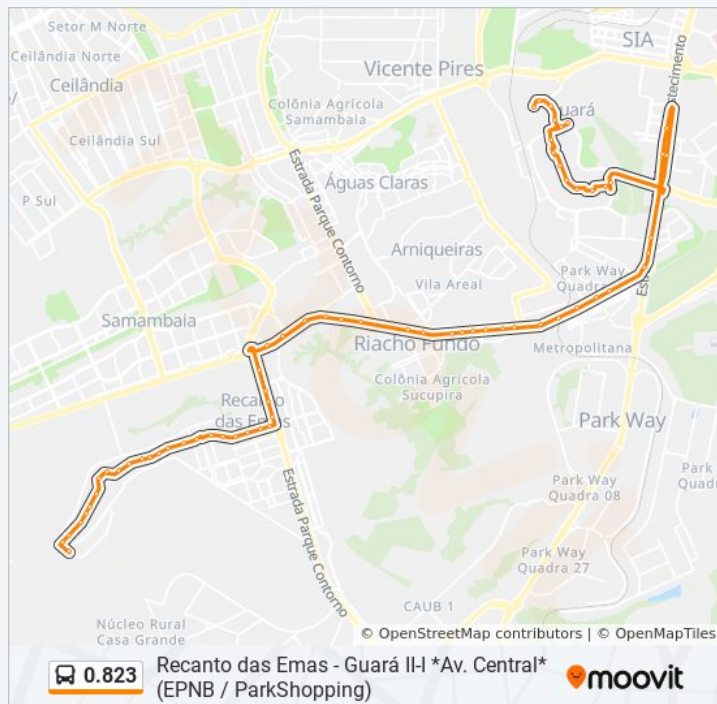 Setor M Norte
SIA
Ceilândia
Vicente Pires
Colônia Agrícola
Samambaia
Ceilândia Sul
Estrada Parque Contorno
P Sul
Águas Claras
Arniqueiras
Vila Areal
Park Way
Samambaia
Riacho Fundo
Metropolitana
Colônia Agrícola
Sucupira
Recanto
das Emas
Park Way
Estrada Parque Contorno
Park Way
Quadra 08
Park Way
Quadra 27
CAUB 1
Núcleo Rural
Casa Grande
© OpenStreetMap contributors | © OpenMapTiles
0.823
Recanto das Emas - Guará II-I *Av. Central*
(EPNB / ParkShopping)
moovit